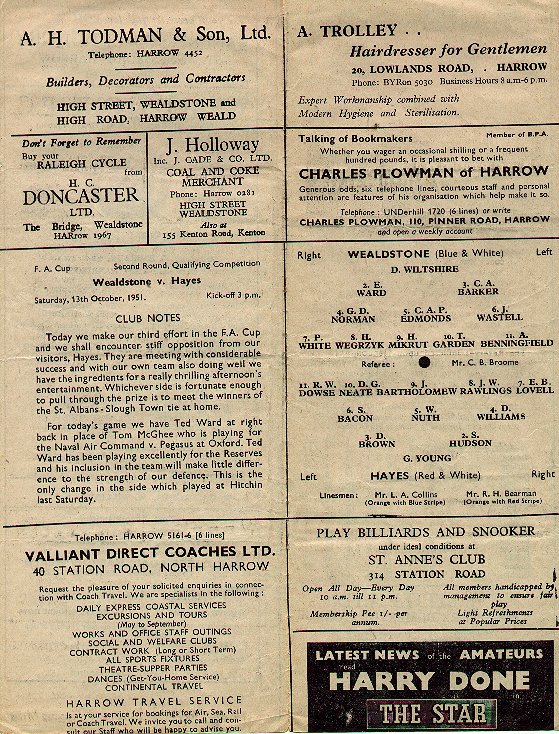 A. H. TODMAN & Son, Ltd.
Telephone: HARROW 4452
Builders, Decorators and Contractors
HIGH STREET, WEALDSTONE and
HIGH ROAD, HARROW WEALD
Don't Forget to Remember
Buy your
RALEIGH CYCLE
from
H. C.
DONCASTER
LTD.
The Bridge, Wealdstone
HARrow 1967
J. Holloway
Inc. J. CADE & CO. LTD.
COAL AND COKE
MERCHANT
Phone: Harrow 0281
HIGH STREET
WEALDSTONE
Also at
155 Kenton Road, Kenton
F. A. Cup Second Round, Qualifying Competition
Wealdstone v. Hayes
Saturday, 13th October, 1951. Kick-off 3 p.m.
CLUB NOTES
Today we make our third effort in the F.A. Cup
and we shall encounter stiff opposition from our
visitors, Hayes. They are meeting with considerable
success and with our own team also doing well we
have the ingredients for a really thrilling afternoon's
entertainment. Whichever side is fortunate enough
to pull through the prize is to meet the winners of
the St. Albans-Slough Town tie at home.
For today's game we have Ted Ward at right
back in place of Tom McGhee who is playing for
the Naval Air Command v. Pegasus at Oxford. Ted
Ward has been playing excellently for the Reserves
and his inclusion in the team will make little differ-
ence to the strength of our defence. This is the
only change in the side which played at Hitchin
last Saturday.
Telephone: HARROW 5161-6 [6 lines]
VALLIANT DIRECT COACHES LTD.
40 STATION ROAD, NORTH HARROW
Request the pleasure of your solicited enquiries in connec-
tion with Coach Travel. We are specialists in the following:
DAILY EXPRESS COASTAL SERVICES
EXCURSIONS AND TOURS
(May to September)
WORKS AND OFFICE STAFF OUTINGS
SOCIAL AND WELFARE CLUBS
CONTRACT WORK (Long or Short Term)
ALL SPORTS FIXTURES
THEATRE-SUPPER PARTIES
DANCES (Get-You-Home Service)
CONTINENTAL TRAVEL
HARROW TRAVEL SERVICE
Is at your service for bookings for Air, Sea, Rail
or Coach Travel. We invite you to call and con-
sult our Staff who will be happy to advise you.
A. TROLLEY . .
Hairdresser for Gentlemen
20, LOWLANDS ROAD, . HARROW
Phone: BYRon 5030 Business Hours 8 a.m-6 p.m.
Expert Workmanship combined with
Modern Hygiene and Sterilisation.
Talking of Bookmakers Member of B.P.A.
Whether you wager an occasional shilling or a frequent
hundred pounds, it is pleasant to bet with
CHARLES PLOWMAN of HARROW
Generous odds, six telephone lines, courteous staff and personal
attention are features of his organisation which help make it so.
Telephone: UNDerhill 1720 (6 lines) or write
CHARLES PLOWMAN, 110, PINNER ROAD, HARROW
and open a weekly account
Right WEALDSTONE (Blue & White) Left
D. WILTSHIRE
2. E. 3. C. A.
WARD BARKER
4. G. D. 5. C. A. P. 6. J.
NORMAN EDMONDS WASTELL
7. P. 8. H. 9. H. 10. T. 11. A.
WHITE WEGRZYK MIKRUT GARDEN BENNINGFIELD
Referee: Mr. C. B. Broome
11. R. W. 10. D. G. 9. J. 8. J. W. 7. E. B.
DOWSE NEATE BARTHOLOMEW RAWLINGS LOVELL
6. S. 5. W. 4. D.
BACON NUTH WILLIAMS
3. D. 2. S.
BROWN HUDSON
G. YOUNG
Left HAYES (Red & White) Right
Linesmen: Mr. L. A. Collins Mr. R. H. Bearman
(Orange with Blue Stripe) (Orange with Red Stripe)
PLAY BILLIARDS AND SNOOKER
under ideal conditions at
ST. ANNE'S CLUB
314 STATION ROAD
Open All Day—Every Day
10 a.m. till 11 p.m.
Membership Fee 1/- per
annum.
All members handicapped by
management to ensure fair
play
Light Refreshments
at Popular Prices
LATEST NEWS of the AMATEURS
read
HARRY DONE
in
THE STAR